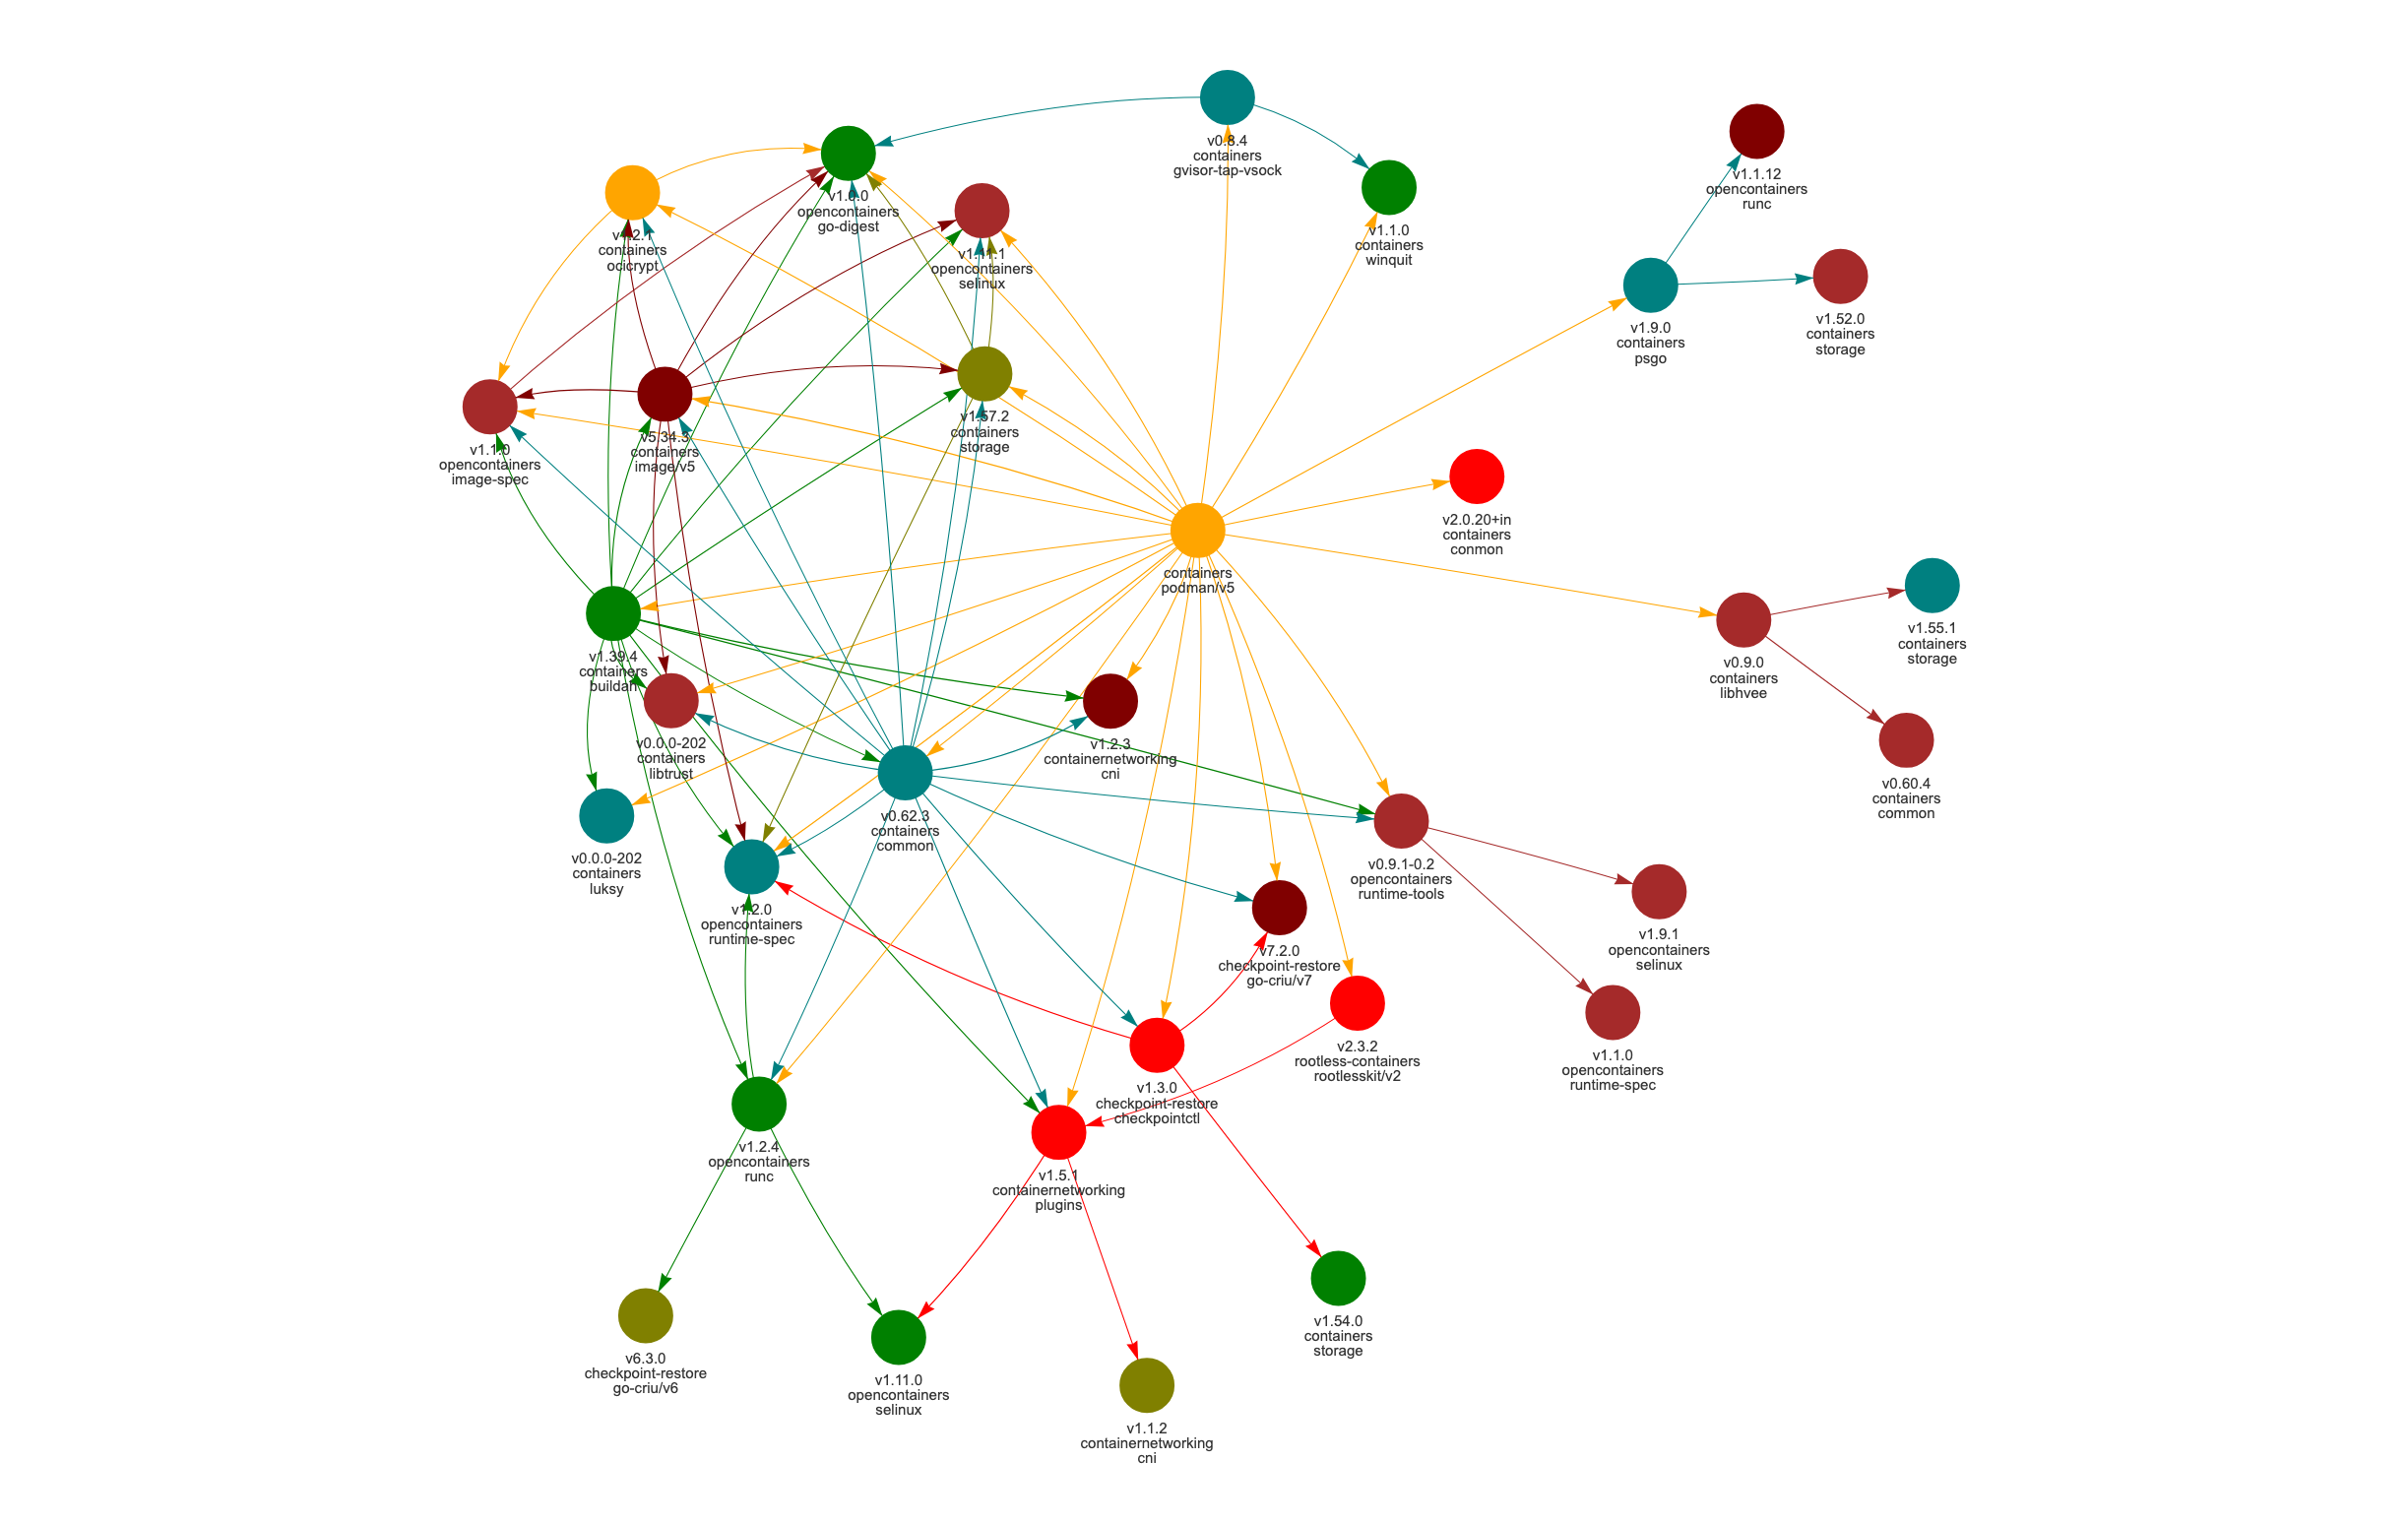 v0.8.4
containers
gvisor-tap-vsock
v1.1.12
opencontainers
runc
v1.0.0
opencontainers
go-digest
v1.2.1
containers
ocicrypt
v1.11.1
opencontainers
selinux
v1.1.0
containers
winquit
v1.9.0
containers
psgo
v1.52.0
containers
storage
v1.57.2
containers
storage
v5.34.3
containers
image/v5
v1.1.0
opencontainers
image-spec
v2.0.20+in
containers
conmon
containers
podman/v5
v1.55.1
containers
storage
v1.39.4
containers
buildah
v0.9.0
containers
libhvee
v0.0.0-202
containers
libtrust
v1.2.3
containernetworking
cni
v0.60.4
containers
common
v0.62.3
containers
common
v0.0.0-202
containers
luksy
v0.9.1-0.2
opencontainers
runtime-tools
v1.2.0
opencontainers
runtime-spec
v1.9.1
opencontainers
selinux
v7.2.0
checkpoint-restore
go-criu/v7
v2.3.2
rootless-containers
rootlesskit/v2
v1.1.0
opencontainers
runtime-spec
v1.3.0
checkpoint-restore
checkpointctl
v1.2.4
opencontainers
runc
v1.5.1
containernetworking
plugins
v1.54.0
containers
storage
v6.3.0
checkpoint-restore
go-criu/v6
v1.11.0
opencontainers
selinux
v1.1.2
containernetworking
cni